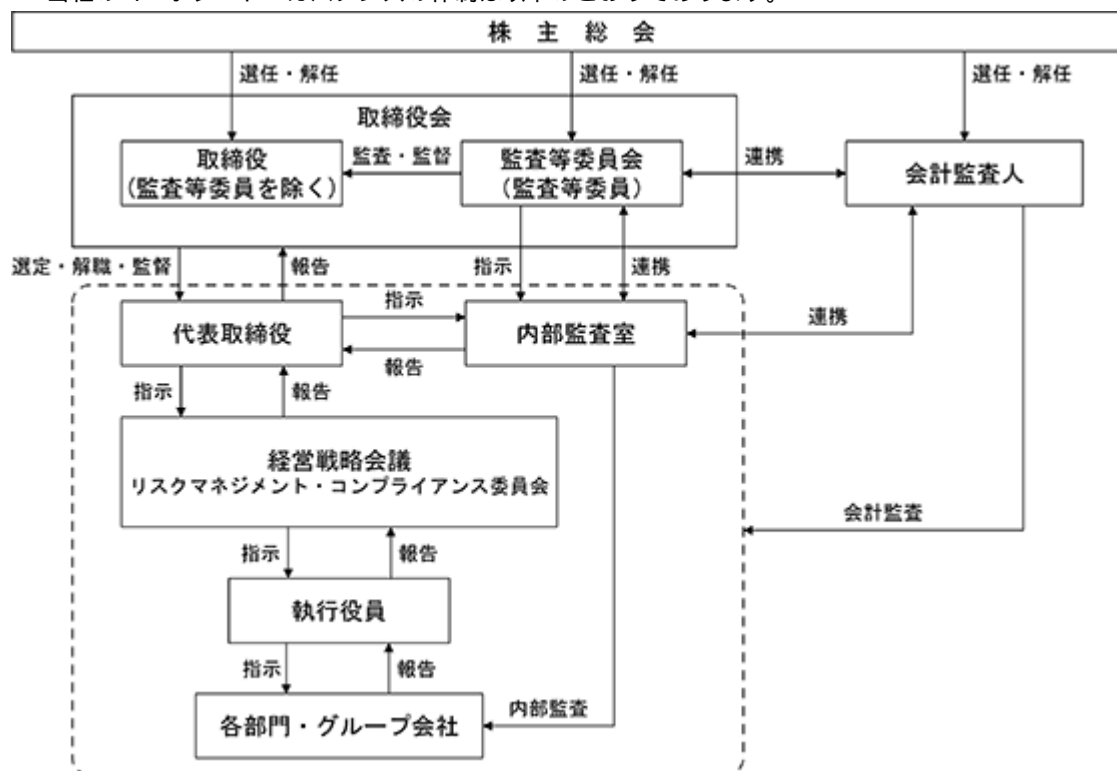 株 主 総 会
選任・解任
選任・解任
選任・解任
取締役会
取締役
(監査等委員を除く)
監査・監督
監査等委員会
(監査等委員)
連携
会計監査人
選定・解職・監督
報告
指示
連携
代表取締役
指示
報告
内部監査室
連携
指示
報告
経営戦略会議
リスクマネジメント・コンプライアンス委員会
会計監査
指示
報告
執行役員
指示
報告
各部門・グループ会社
内部監査